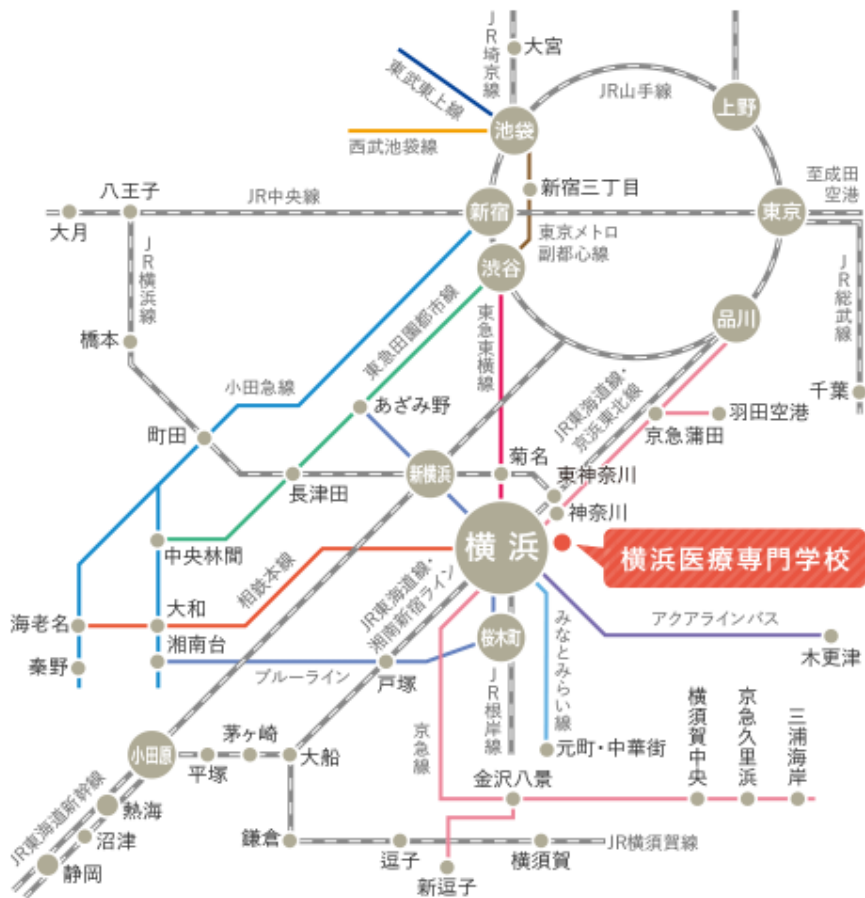 JR埼京線
大宮
東武東上線
JR山手線
上野
池袋
西武池袋線
新宿三丁目
至成田
空港
八王子
JR中央線
新宿
東京
大月
東京メトロ
副都心線
渋谷
JR横浜線
JR総武線
東急田園都市線
東急東横線
品川
橋本
小田急線
JR東海道線・
京浜東北線
千葉
あざみ野
羽田空港
町田
京急蒲田
新横浜
菊名
長津田
東神奈川
神奈川
横浜
横浜医療専門学校
中央林間
相鉄本線
JR東海道線・
湘南新宿ライン
海老名
大和
みなとみらい線
アクアラインバス
湘南台
桜木町
木更津
秦野
ブルーライン
戸塚
JR根岸線
横須賀中央
京急久里浜
三浦海岸
京急線
小田原
茅ヶ崎
大船
元町・中華街
平塚
金沢八景
JR東海道新幹線
熱海
沼津
鎌倉
JR横須賀線
静岡
逗子
横須賀
新逗子